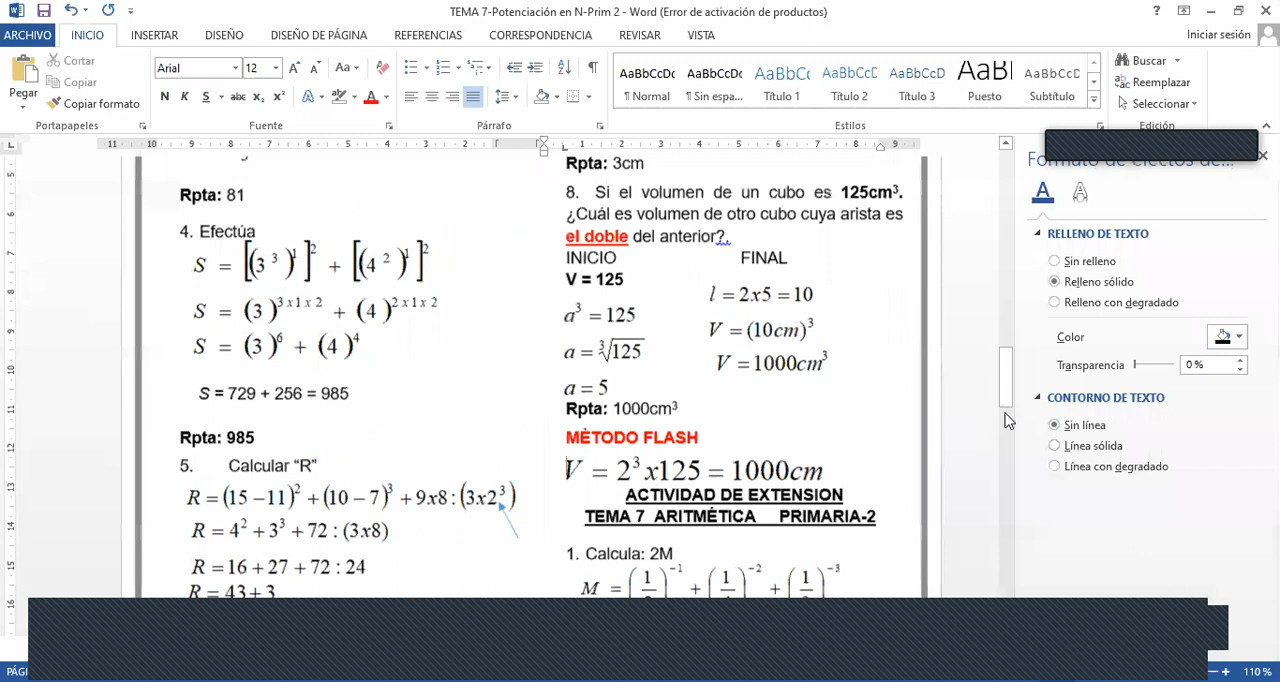 TEMA 7-Potenciación en N-Prim 2 - Word (Error de activación de productos)
ARCHIVO INICIO INSERTAR DISEÑO DISEÑO DE PÁGINA REFERENCIAS CORRESPONDENCIA REVISAR VISTA Iniciar sesión
Pegar
Cortar
Copiar
Copiar formato
Portapapeles
Arial 12
N K S abc x₂ x²
Fuente
Párrafo
AaBbCcDc AaBbCcDc AaBbCc AaBbCcC AaBbCcD AaBl AaBbCcD
¶ Normal ¶ Sin espa... Título 1 Título 2 Título 3 Puesto Subtítulo
Estilos
Buscar
Reemplazar
Seleccionar
Edición
Rpta: 81
4. Efectúa
S = [(3³)¹]² + [(4²)¹]²
S = (3)^3x1x2 + (4)^2x1x2
S = (3)⁶ + (4)⁴
S = 729 + 256 = 985
Rpta: 985
5. Calcular “R”
R = (15 − 11)² + (10 − 7)³ + 9x8 : (3x2³)
R = 4² + 3³ + 72 : (3x8)
R = 16 + 27 + 72 : 24
R = 43 + 3
Rpta: 3cm
8. Si el volumen de un cubo es 125cm³.
¿Cuál es volumen de otro cubo cuya arista es
el doble del anterior?.
INICIO FINAL
V = 125
l = 2x5 = 10
a³ = 125
V = (10cm)³
a = ∛125
V = 1000cm³
a = 5
Rpta: 1000cm³
MÈTODO FLASH
V = 2³x125 = 1000cm
ACTIVIDAD DE EXTENSION
TEMA 7 ARITMÉTICA PRIMARIA-2
1. Calcula: 2M
RELLENO DE TEXTO
Sin relleno
Relleno sólido
Relleno con degradado
Color
Transparencia 0 %
CONTORNO DE TEXTO
Sin línea
Línea sólida
Línea con degradado
110 %